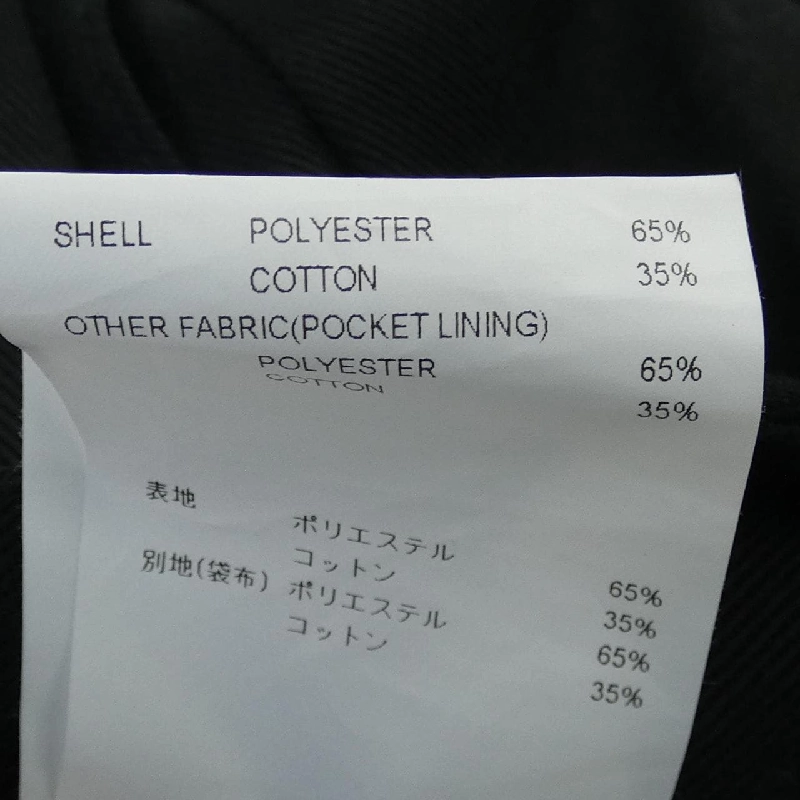 SHELL POLYESTER 65%
COTTON 35%
OTHER FABRIC(POCKET LINING)
POLYESTER 65%
COTTON 35%
表地
ポリエステル 65%
コットン 35%
別地(袋布) ポリエステル 65%
コットン 35%